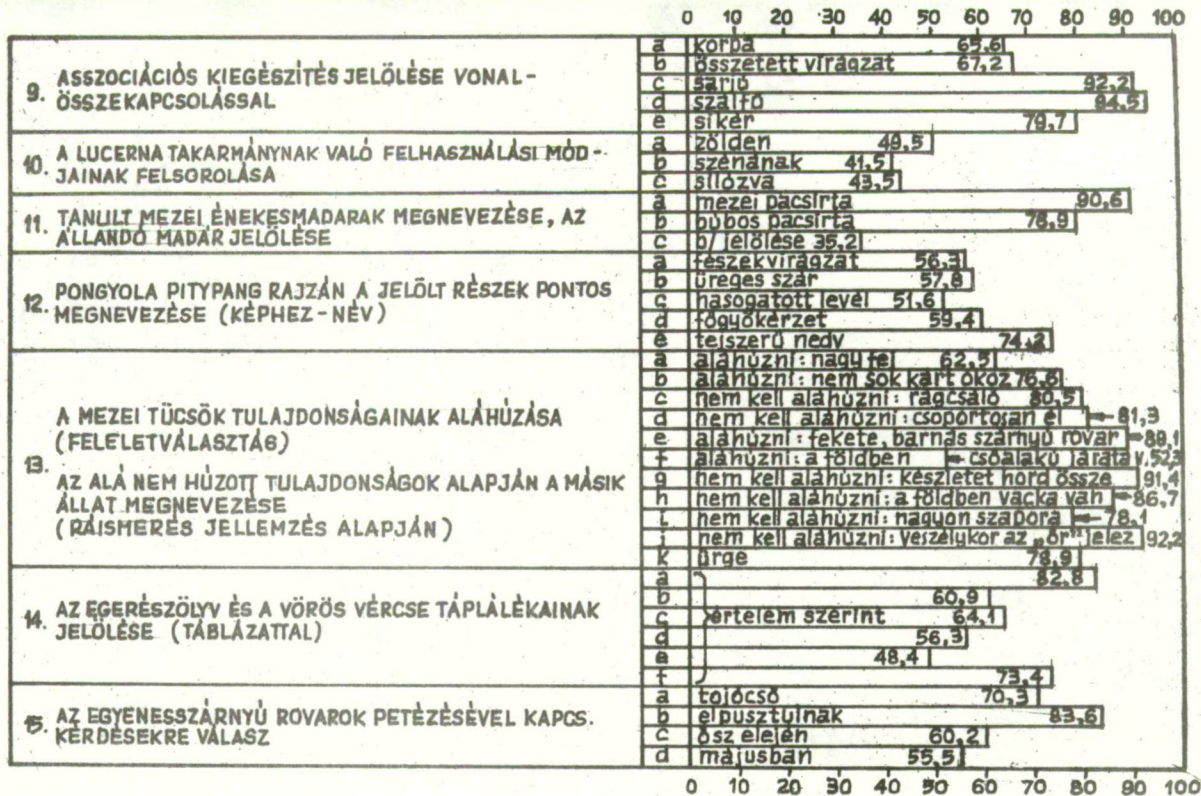 0 10 20 30 40 50 60 70 80 90 100
9. ASSZOCIÁCIÓS KIEGÉSZÍTÉS JELÖLÉSE VONAL-
ÖSSZEKAPCSOLÁSSAL
a korpa 65,6
b összetett virágzat 67,2
c sarló 92,2
d szálfő 94,5
e sikér 79,7
10. A LUCERNA TAKARMÁNYNAK VALÓ FELHASZNÁLÁSI MÓD-
JAINAK FELSOROLÁSA
a zölden 49,5
b szénának 41,5
c silózva 43,5
11. TANULT MEZEI ÉNEKESMADARAK MEGNEVEZÉSE, AZ
ÁLLANDÓ MADÁR JELÖLÉSE
a mezei pacsirta 90,6
b búbos pacsirta 78,9
c b/ jelölése 35,2
12. PONGYOLA PITYPANG RAJZÁN A JELÖLT RÉSZEK PONTOS
MEGNEVEZÉSE (KÉPHEZ-NÉV)
a fészekvirágzat 56,3
b üreges szár 57,8
c hasogatott levél 51,6
d főgyökérzet 59,4
e tejszerű nedv 74,2
13. A MEZEI TÜCSÖK TULAJDONSÁGAINAK ALÁHÚZÁSA
(FELELETVÁLASZTÁS)
AZ ALÁ NEM HÚZOTT TULAJDONSÁGOK ALAPJÁN A MÁSIK
ÁLLAT MEGNEVEZÉSE
(RÁISMERÉS JELLEMZÉS ALAPJÁN)
a aláhúzni: nagy fe 62,5
b aláhúzni: nem sok kárt okoz 76,6
c nem kell aláhúzni: rágcsáló 80,5
d nem kell aláhúzni: csoportosan él 81,3
e aláhúzni: fekete, barnás szárnyú rovar 89,1
f aláhúzni: a földben csőalakú járata v. 52,3
g nem kell aláhúzni: készletet hord össze 91,4
h nem kell aláhúzni: a földben vacka van 86,7
i nem kell aláhúzni: nagyon szapora 78,1
j nem kell aláhúzni: veszélykor az „őr" jelez 92,2
k ürge 78,9
14. AZ EGERÉSZÖLYV ÉS A VÖRÖS VÉRCSE TÁPLÁLÉKAINAK
JELÖLÉSE (TÁBLÁZATTAL)
a 82,8
b 60,9
c értelem szerint 64,1
d 56,3
e 48,4
f 73,4
15. AZ EGYENESSZÁRNYÚ ROVAROK PETÉZÉSÉVEL KAPCS.
KÉRDÉSEKRE VÁLASZ
a tojócső 70,3
b elpusztulnak 83,6
c ősz elején 60,2
d májusban 55,5
0 10 20 30 40 50 60 70 80 90 100